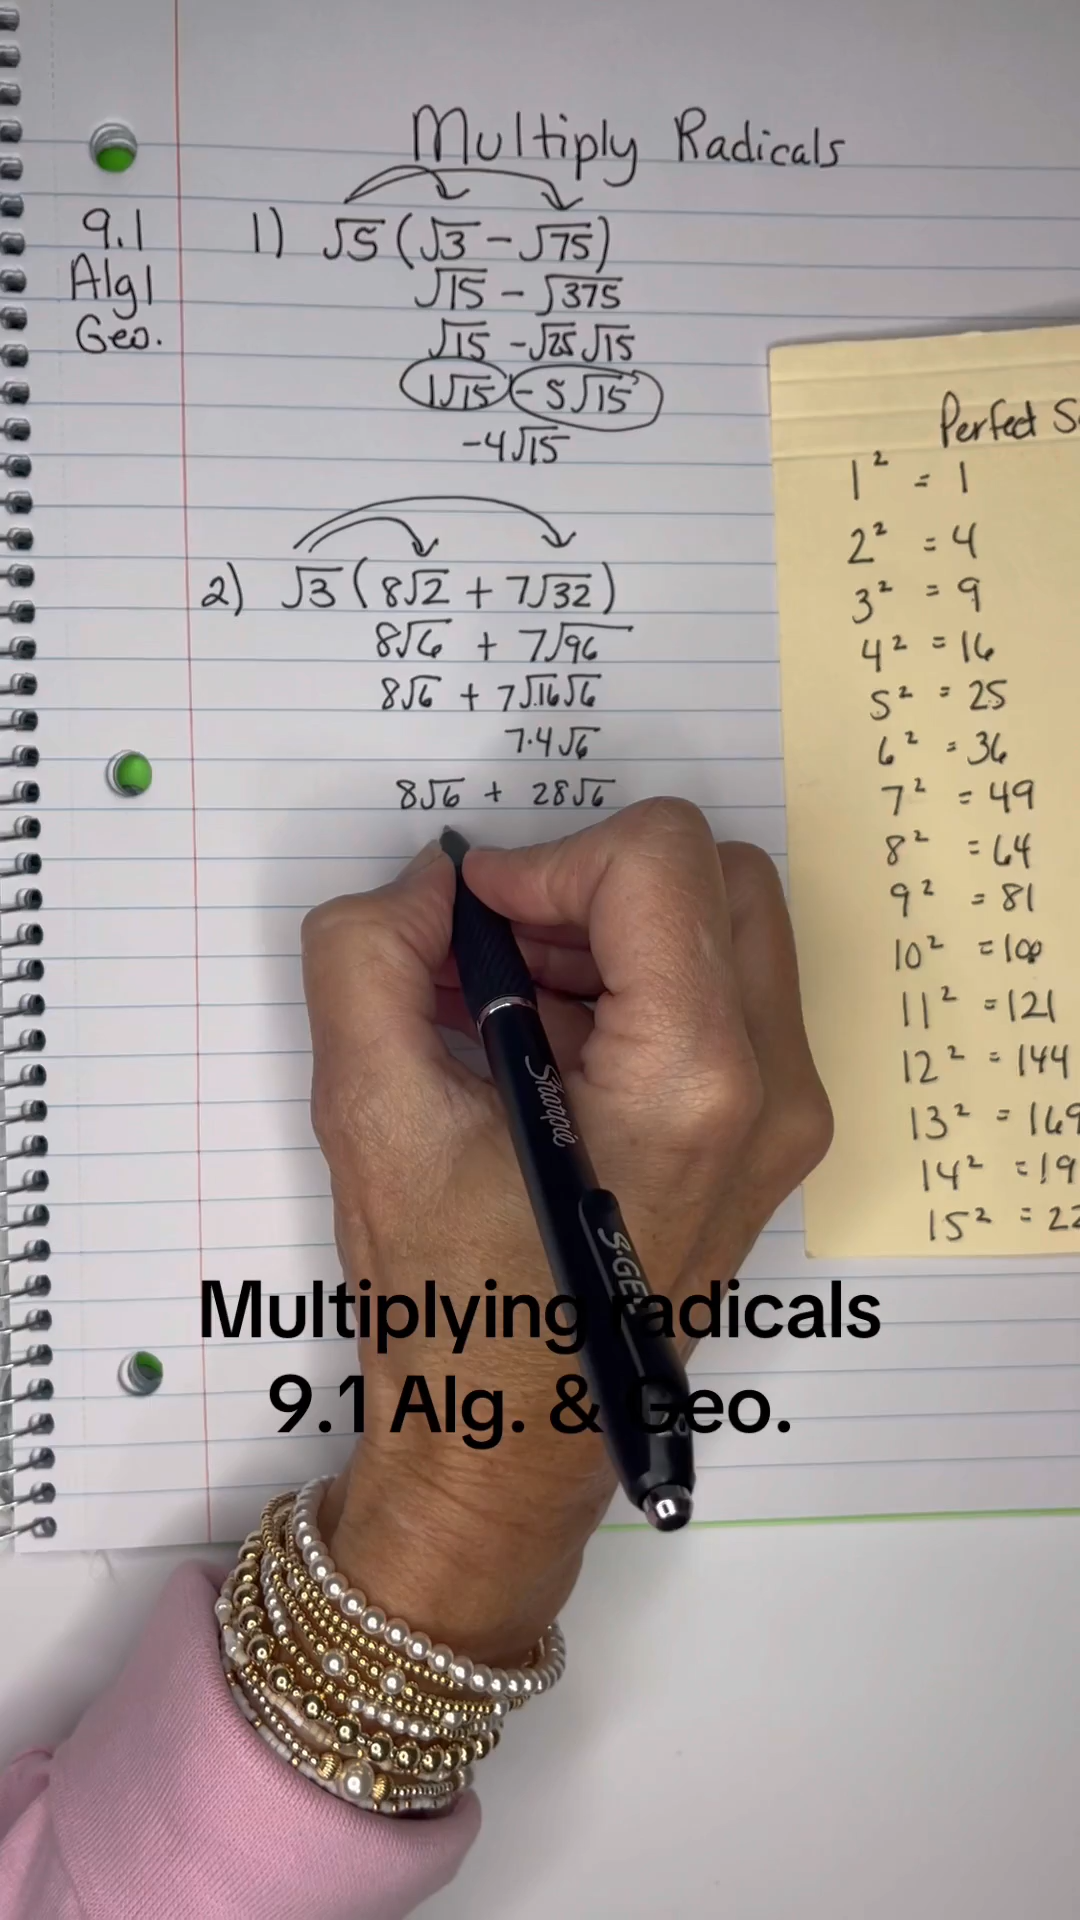 Multiply Radicals
9.1
Alg 1
Geo.
1) √5 (√3 - √75)
√15 - √375
√15 - √25 √15
1√15 - 5√15
-4√15
2) √3 (8√2 + 7√32)
8√6 + 7√96
8√6 + 7√16 √6
7·4√6
8√6 + 28√6
Perfect
1² = 1
2² = 4
3² = 9
4² = 16
5² = 25
6² = 36
7² = 49
8² = 64
9² = 81
10² = 100
11² = 121
12² = 144
13² = 169
14² = 19
15² = 22
Sharpie
S·GE
Multiplying radicals
9.1 Alg. & Geo.